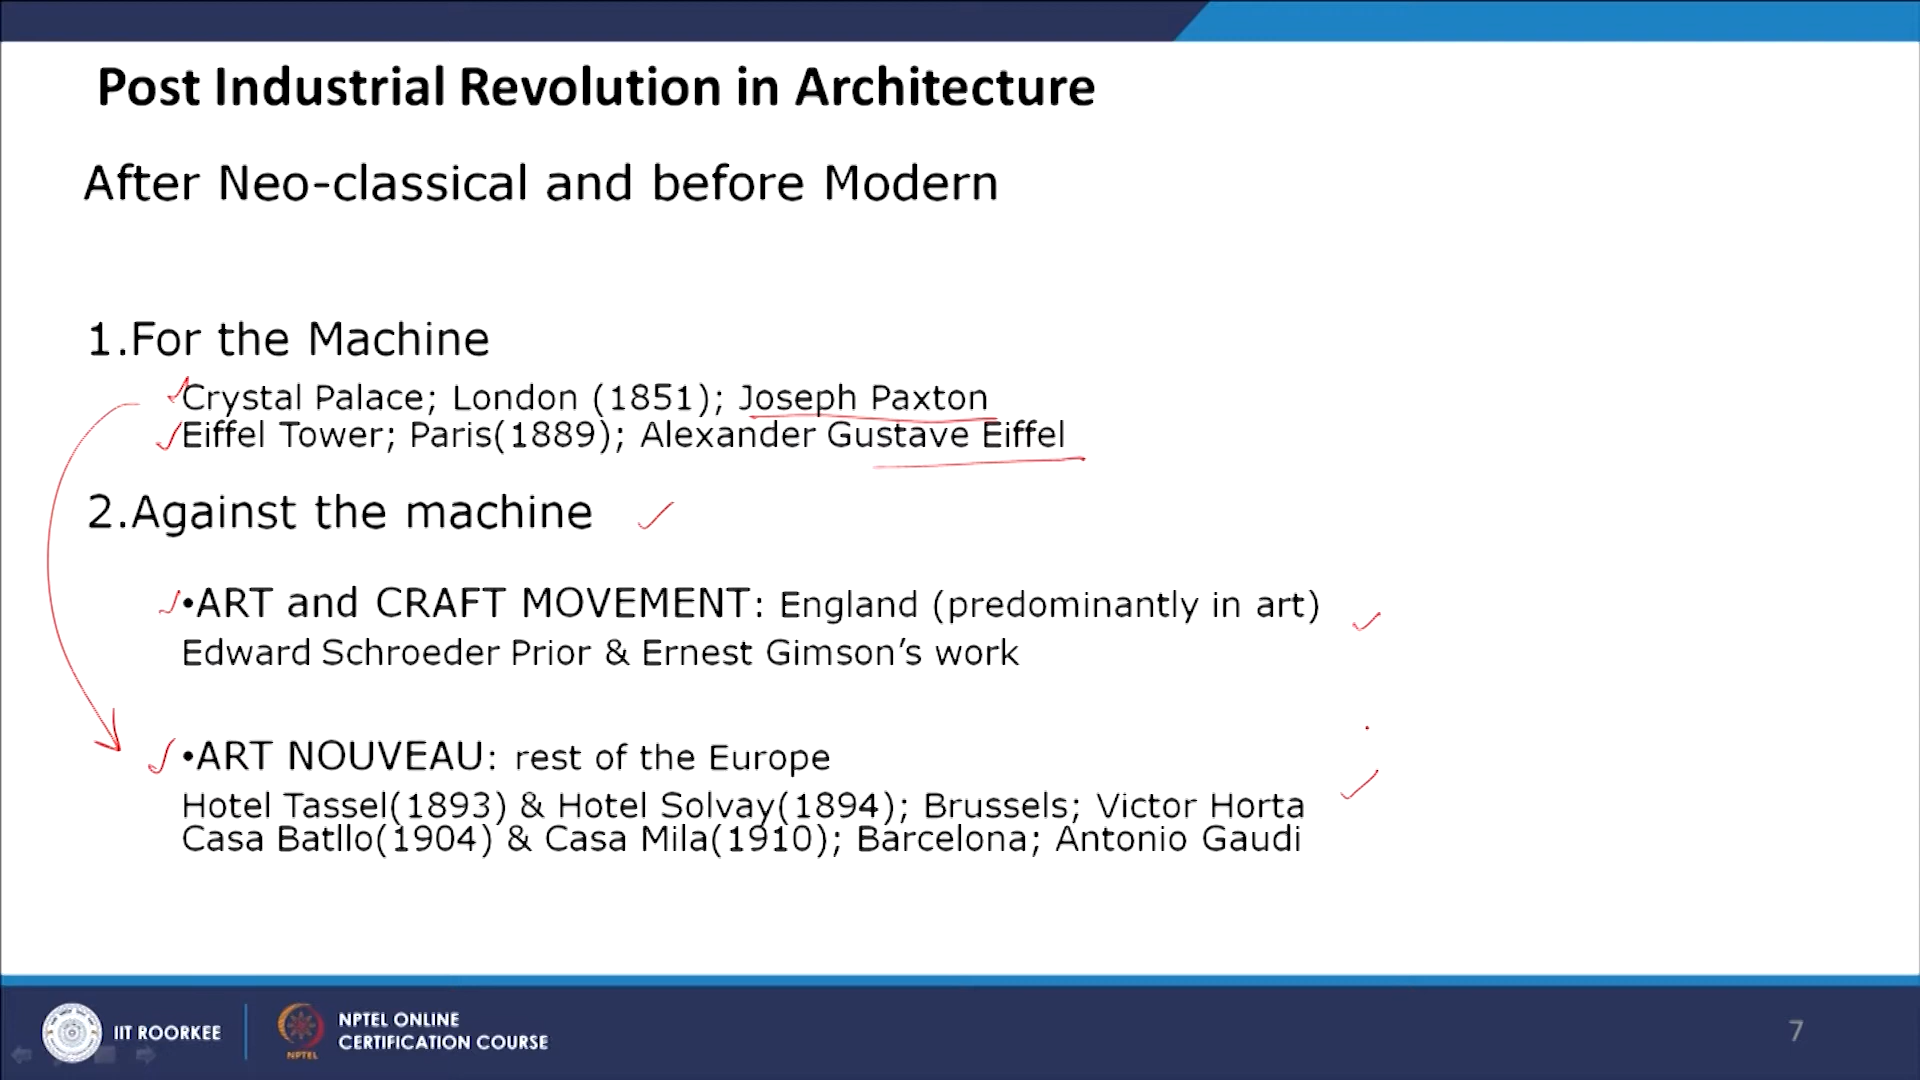 Post Industrial Revolution in Architecture
After Neo-classical and before Modern
1.For the Machine
Crystal Palace; London (1851); Joseph Paxton
Eiffel Tower; Paris(1889); Alexander Gustave Eiffel
2.Against the machine
•ART and CRAFT MOVEMENT: England (predominantly in art)
Edward Schroeder Prior & Ernest Gimson’s work
•ART NOUVEAU: rest of the Europe
Hotel Tassel(1893) & Hotel Solvay(1894); Brussels; Victor Horta
Casa Batllo(1904) & Casa Mila(1910); Barcelona; Antonio Gaudi
IIT ROORKEE
NPTEL
NPTEL ONLINE
CERTIFICATION COURSE
7